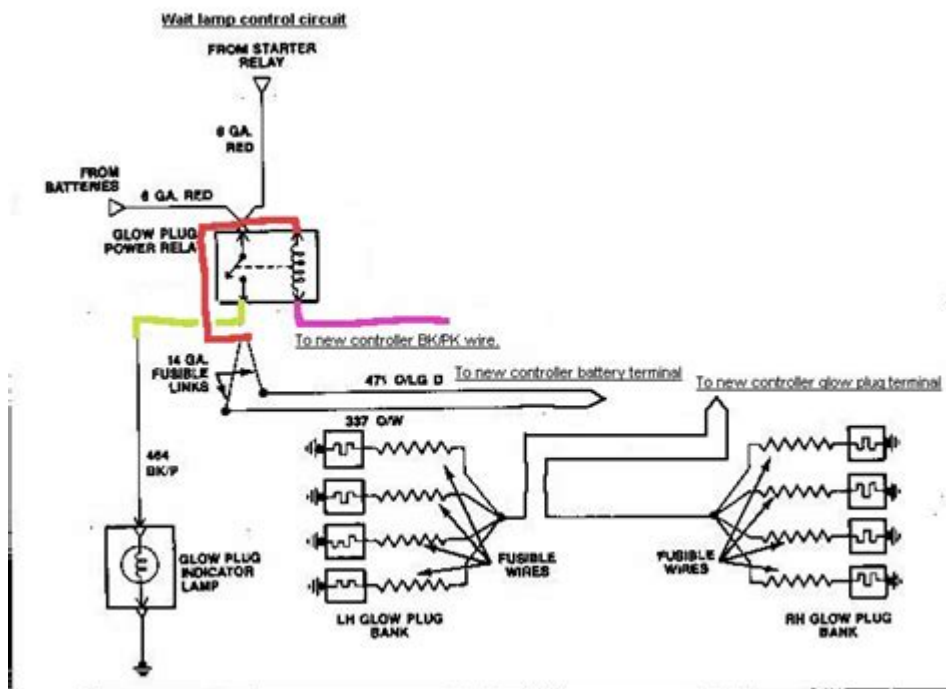 Wait lamp control circuit
FROM STARTER
RELAY
6 GA.
RED
FROM
BATTERIES
6 GA. RED
GLOW PLUG
POWER RELA
To new controller BK/PK wire.
14 GA.
FUSIBLE
LINKS
471 O/LG D
To new controller battery terminal
To new controller glow plug terminal
337 O/W
464
BK/P
GLOW PLUG
INDICATOR
LAMP
FUSIBLE
WIRES
FUSIBLE
WIRES
LH GLOW PLUG
BANK
RH GLOW PLUG
BANK